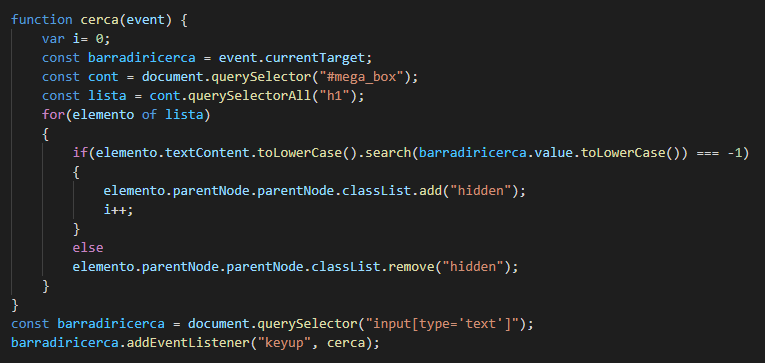 function cerca(event) {
    var i= 0;
    const barradiricerca = event.currentTarget;
    const cont = document.querySelector("#mega_box");
    const lista = cont.querySelectorAll("h1");
    for(elemento of lista)
    {
        if(elemento.textContent.toLowerCase().search(barradiricerca.value.toLowerCase()) === -1)
        {
            elemento.parentNode.parentNode.classList.add("hidden");
            i++;
        }
        else
        elemento.parentNode.parentNode.classList.remove("hidden");
    }
}
const barradiricerca = document.querySelector("input[type='text']");
barradiricerca.addEventListener("keyup", cerca);